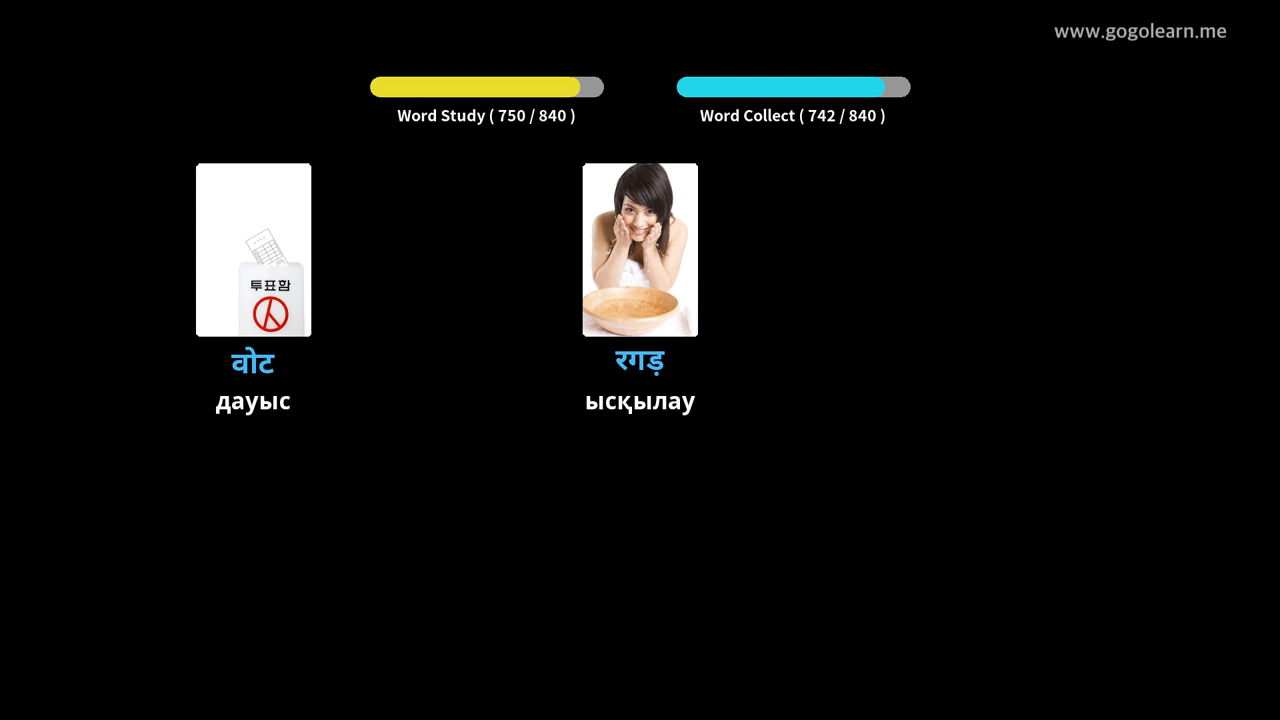 www.gogolearn.me
Word Study ( 750 / 840 )
Word Collect ( 742 / 840 )
투표함
वोट
дауыс
रगड़
ысқылау